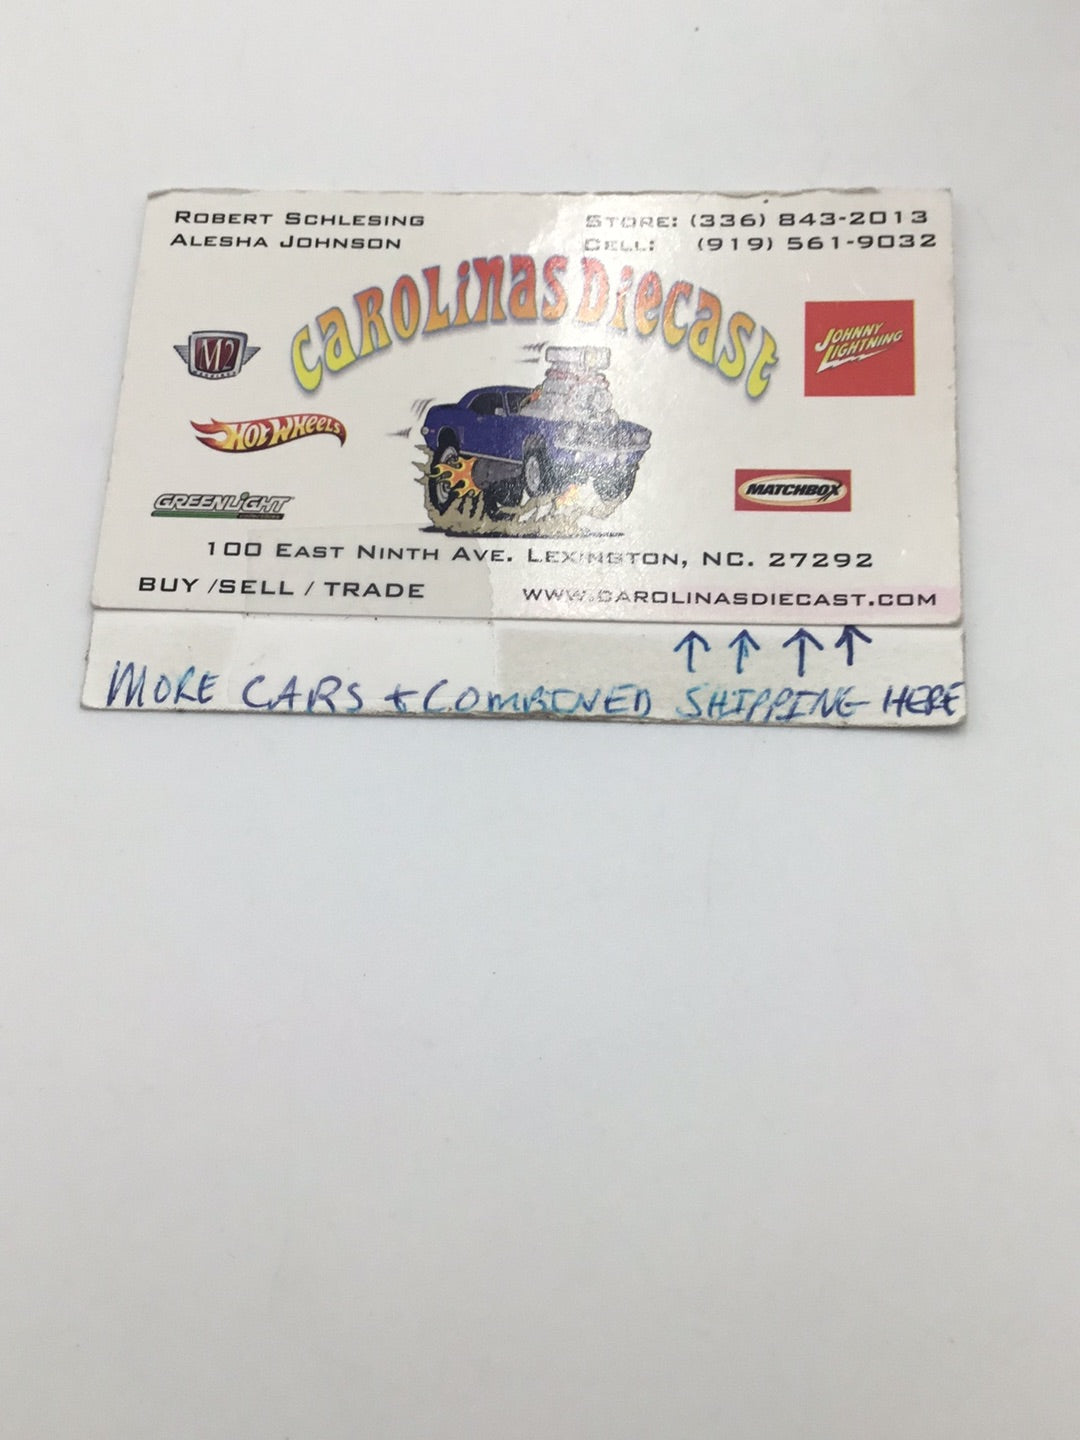 ROBERT SCHLESING
ALESHA JOHNSON
STORE: (336) 843-2013
CELL: (919) 561-9032
CAROLINAS DIECAST
M2
JOHNNY LIGHTNING
HOT WHEELS
MATCHBOX
GREENLIGHT
100 EAST NINTH AVE. LEXINGTON, NC. 27292
BUY /SELL / TRADE
WWW.CAROLINASDIECAST.COM
MORE CARS + COMBINED SHIPPING HERE